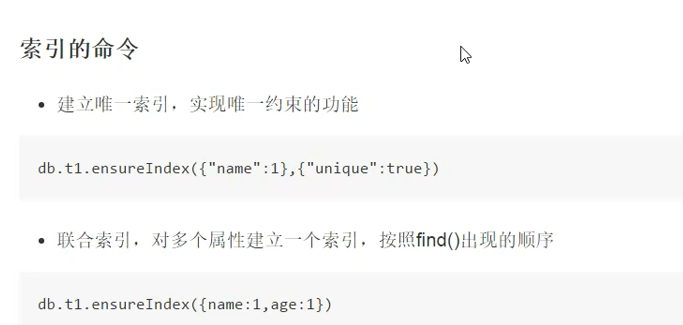 索引的命令
建立唯一索引，实现唯一约束的功能
db.t1.ensureIndex({"name":1},{"unique":true})
联合索引，对多个属性建立一个索引，按照find()出现的顺序
db.t1.ensureIndex({name:1,age:1})